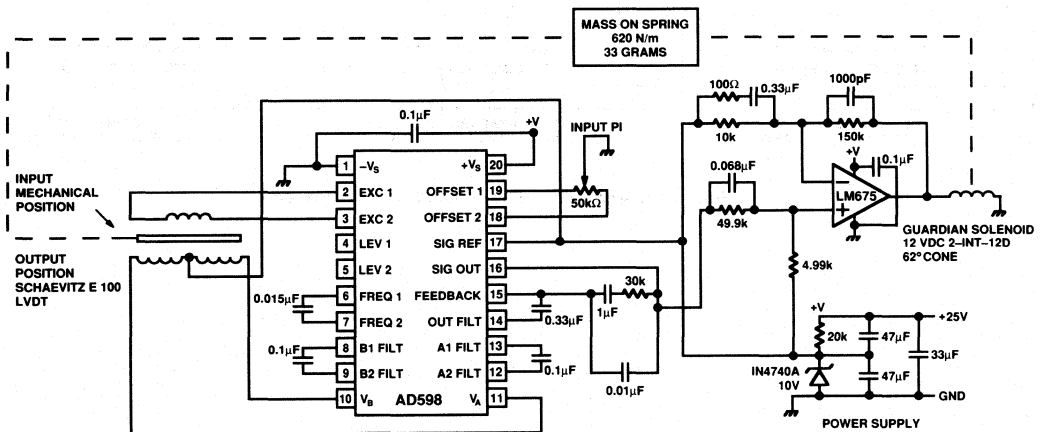 MASS ON SPRING
620 N/m
33 GRAMS
100Ω
0.33µF
1000pF
10k
150k
0.1µF
+V
INPUT PI
50kΩ
0.068µF
49.9k
+V
0.1µF
−
LM675
+
GUARDIAN SOLENOID
12 VDC 2–INT–12D
62° CONE
INPUT
MECHANICAL
POSITION
OUTPUT
POSITION
SCHAEVITZ E 100
LVDT
1 −VS
+VS 20
2 EXC 1
OFFSET 1 19
3 EXC 2
OFFSET 2 18
4 LEV 1
SIG REF 17
5 LEV 2
SIG OUT 16
6 FREQ 1
FEEDBACK 15
7 FREQ 2
OUT FILT 14
8 B1 FILT
A1 FILT 13
9 B2 FILT
A2 FILT 12
10 VB
AD598
VA 11
0.015µF
0.1µF
0.33µF
1µF
30k
0.1µF
0.01µF
4.99k
+V
20k
47µF
47µF
33µF
+25V
GND
IN4740A
10V
POWER SUPPLY